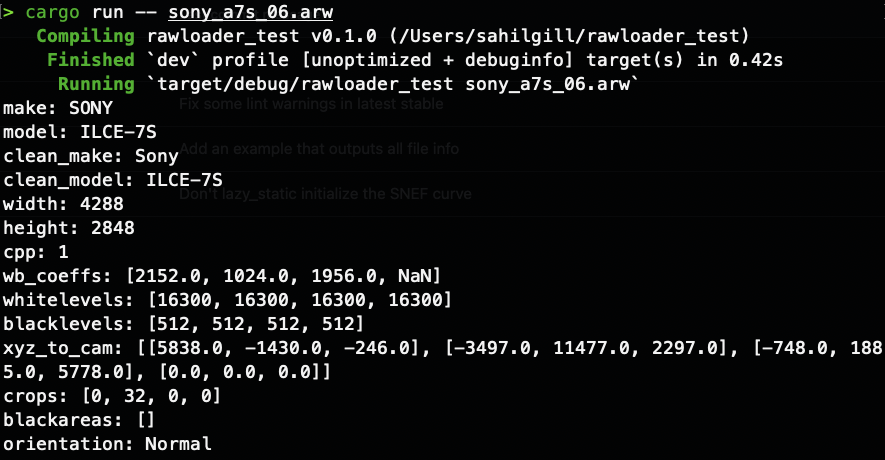 > cargo run -- sony_a7s_06.arw
Compiling rawloader_test v0.1.0 (/Users/sahilgill/rawloader_test)
Finished `dev` profile [unoptimized + debuginfo] target(s) in 0.42s
Running `target/debug/rawloader_test sony_a7s_06.arw`
Fix some lint warnings in latest stable
make: SONY
model: ILCE-7S
Add an example that outputs all file info
clean_make: Sony
clean_model: ILCE-7S
Don't lazy_static initialize the SNEF curve
width: 4288
height: 2848
cpp: 1
wb_coeffs: [2152.0, 1024.0, 1956.0, NaN]
whitelevels: [16300, 16300, 16300, 16300]
blacklevels: [512, 512, 512, 512]
xyz_to_cam: [[5838.0, -1430.0, -246.0], [-3497.0, 11477.0, 2297.0], [-748.0, 188
5.0, 5778.0], [0.0, 0.0, 0.0]]
crops: [0, 32, 0, 0]
blackareas: []
orientation: Normal